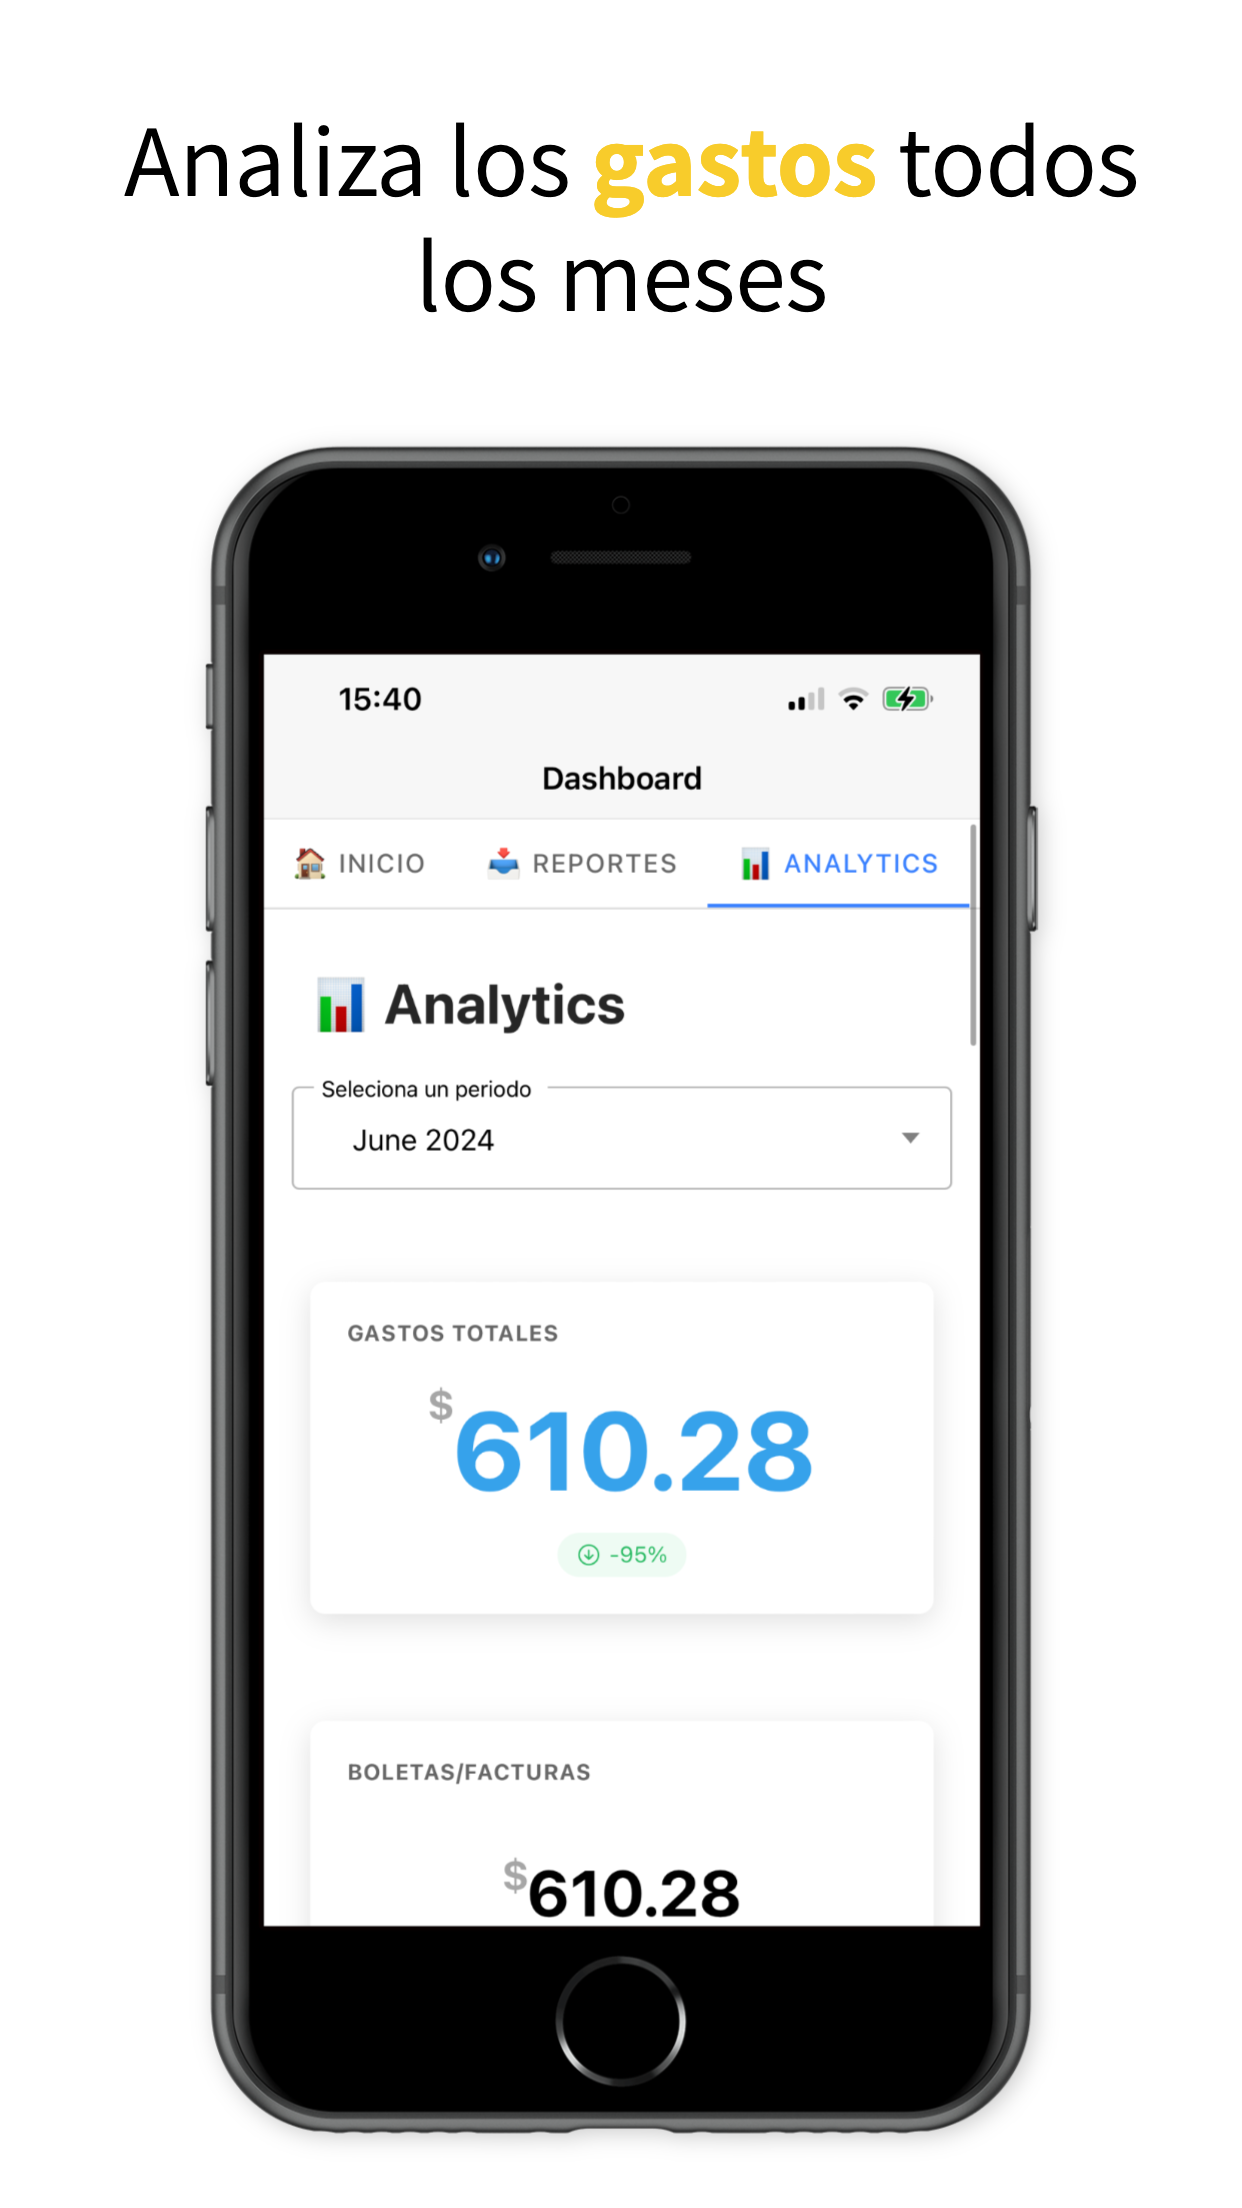 Analiza los gastos todos
los meses
15:40
Dashboard
INICIO
REPORTES
ANALYTICS
Analytics
Seleciona un periodo
June 2024
GASTOS TOTALES
$610.28
-95%
BOLETAS/FACTURAS
$610.28